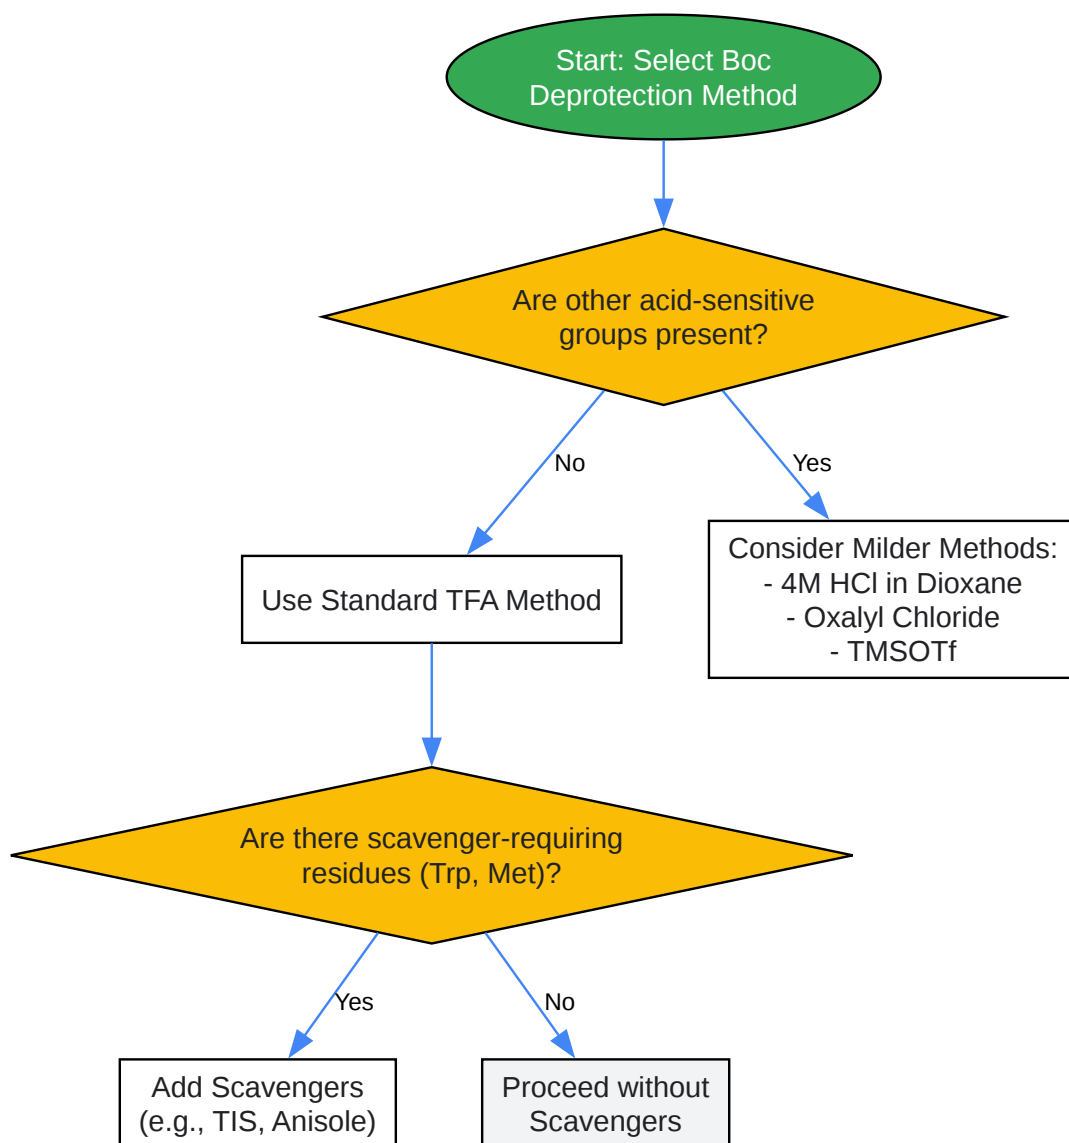 Start: Select Boc
Deprotection Method
Are other acid-sensitive
groups present?
No
Yes
Consider Milder Methods:
- 4M HCl in Dioxane
- Oxalyl Chloride
- TMSOTf
Use Standard TFA Method
Are there scavenger-requiring
residues (Trp, Met)?
Yes
No
Add Scavengers
(e.g., TIS, Anisole)
Proceed without
Scavengers